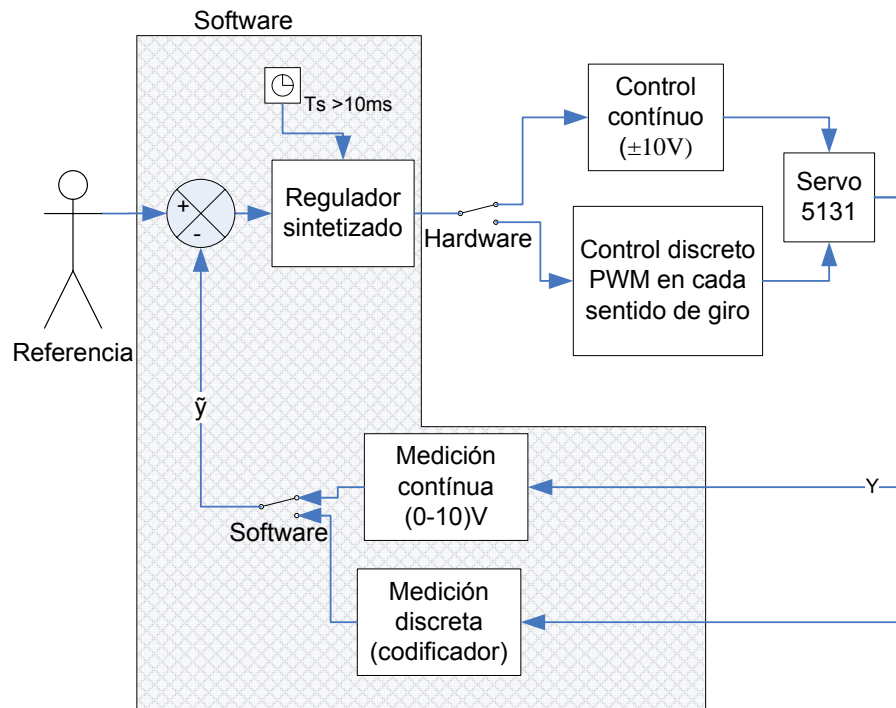 Software
Ts >10ms
Control
contínuo
(±10V)
Servo
5131
+
-
Regulador
sintetizado
Hardware
Control discreto
PWM en cada
sentido de giro
Referencia
ỹ
Medición
contínua
(0-10)V
Y
Software
Medición
discreta
(codificador)